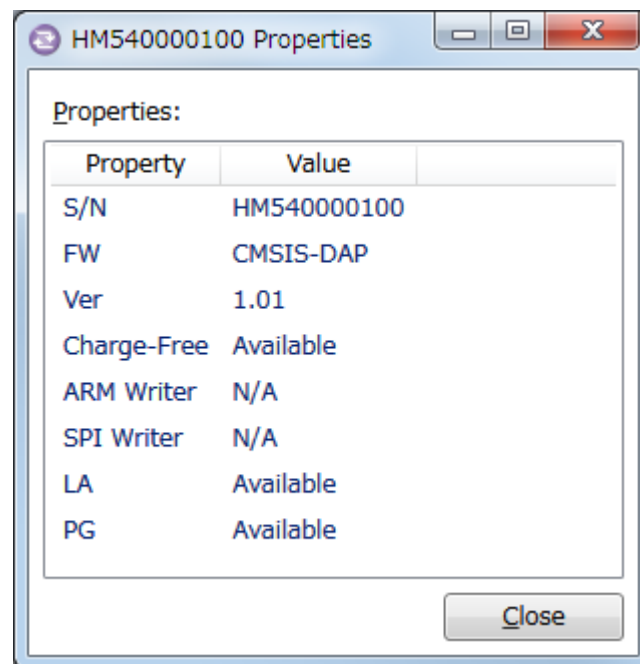 HM540000100 Properties
Properties:
Property Value
S/N HM540000100
FW CMSIS-DAP
Ver 1.01
Charge-Free Available
ARM Writer N/A
SPI Writer N/A
LA Available
PG Available
Close